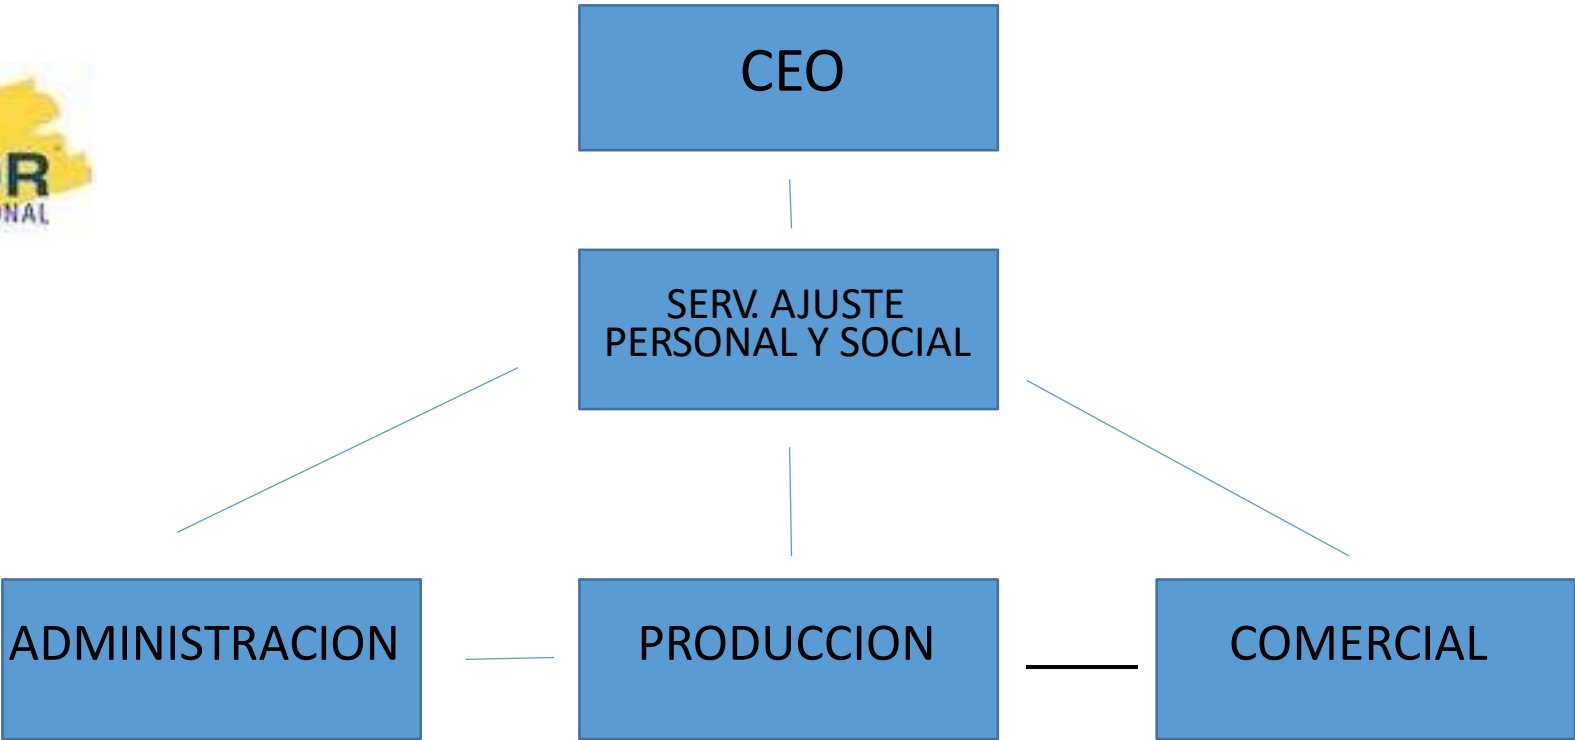 CEO
SERV. AJUSTE
PERSONAL Y SOCIAL
ADMINISTRACION
PRODUCCION
COMERCIAL